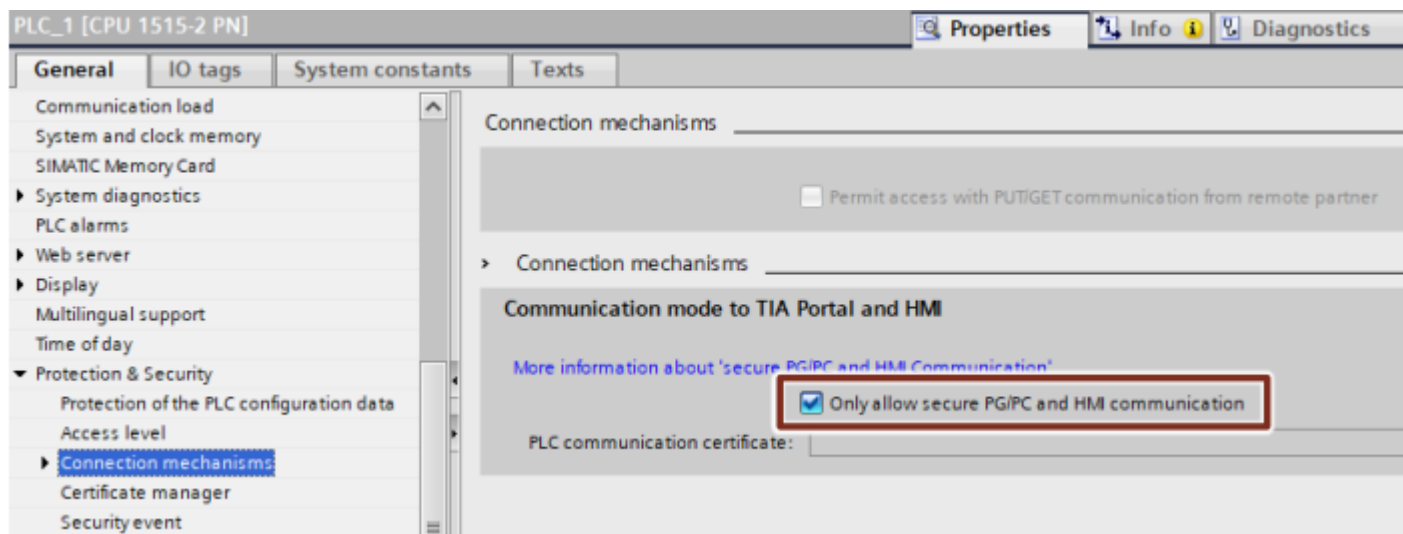 PLC_1 [CPU 1515-2 PN]
Properties
Info
Diagnostics
General
IO tags
System constants
Texts
Communication load
System and clock memory
SIMATIC Memory Card
System diagnostics
PLC alarms
Web server
Display
Multilingual support
Time of day
Protection & Security
Protection of the PLC configuration data
Access level
Connection mechanisms
Certificate manager
Security event
Connection mechanisms
Permit access with PUT/GET communication from remote partner
Connection mechanisms
Communication mode to TIA Portal and HMI
More information about 'secure PG/PC and HMI Communication'
Only allow secure PG/PC and HMI communication
PLC communication certificate: